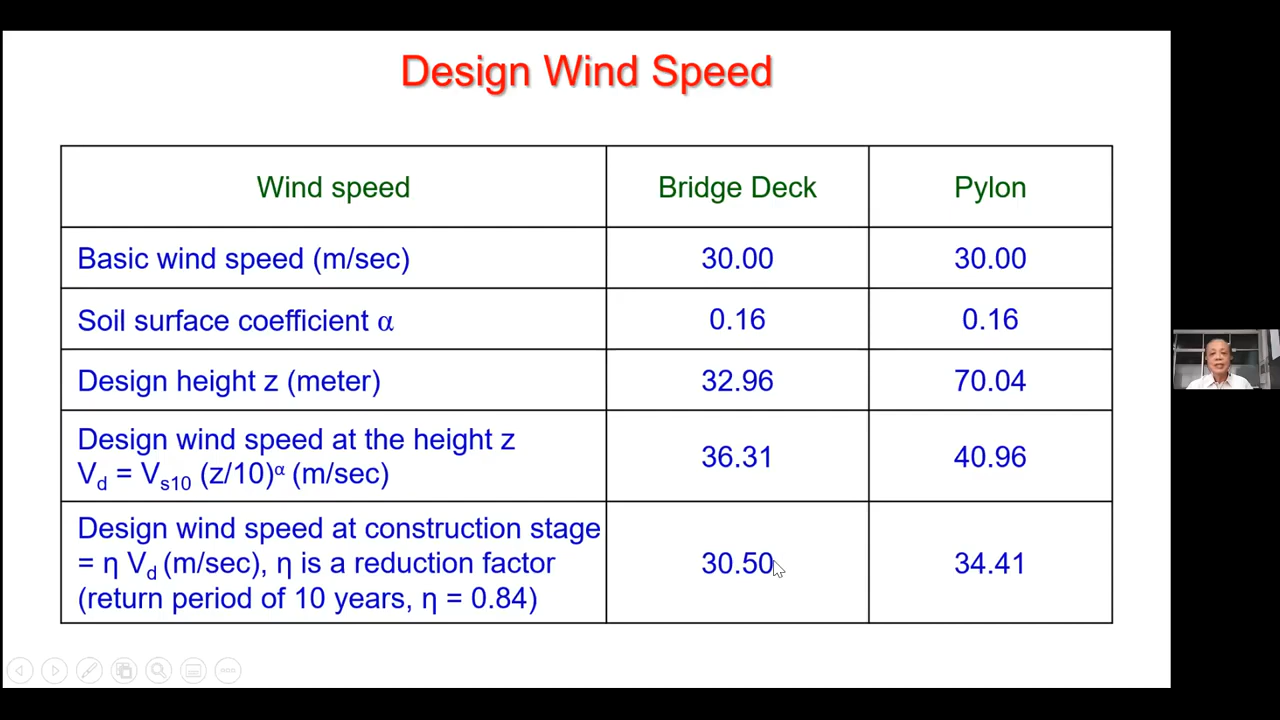 Design Wind Speed
Wind speed Bridge Deck Pylon
Basic wind speed (m/sec) 30.00 30.00
Soil surface coefficient α 0.16 0.16
Design height z (meter) 32.96 70.04
Design wind speed at the height z
V_d = V_s10 (z/10)^α (m/sec) 36.31 40.96
Design wind speed at construction stage
= η V_d (m/sec), η is a reduction factor 30.50 34.41
(return period of 10 years, η = 0.84)